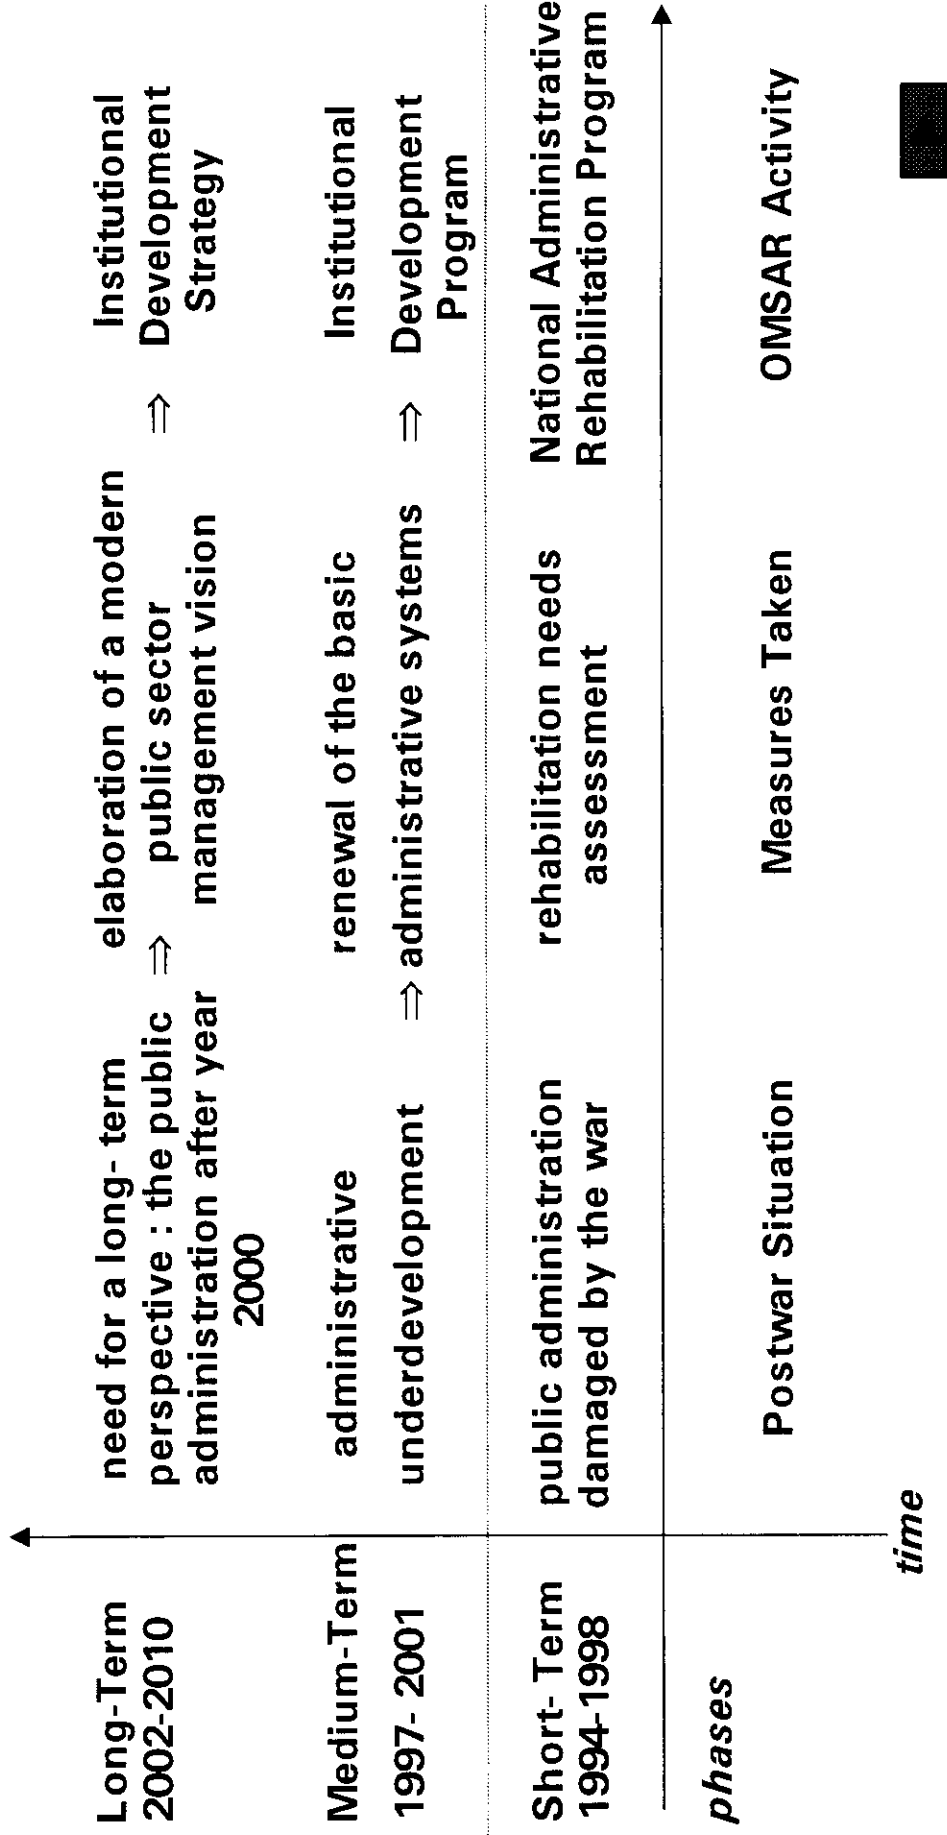 Long-Term
2002-2010
need for a long- term
perspective : the public
administration after year
2000
⇒
elaboration of a modern
public sector
management vision
⇒
Institutional
Development
Strategy
Medium-Term
1997- 2001
administrative
underdevelopment
⇒
renewal of the basic
administrative systems
⇒
Institutional
Development
Program
Short- Term
1994-1998
public administration
damaged by the war
rehabilitation needs
assessment
National Administrative
Rehabilitation Program
phases
Postwar Situation
Measures Taken
OMSAR Activity
time